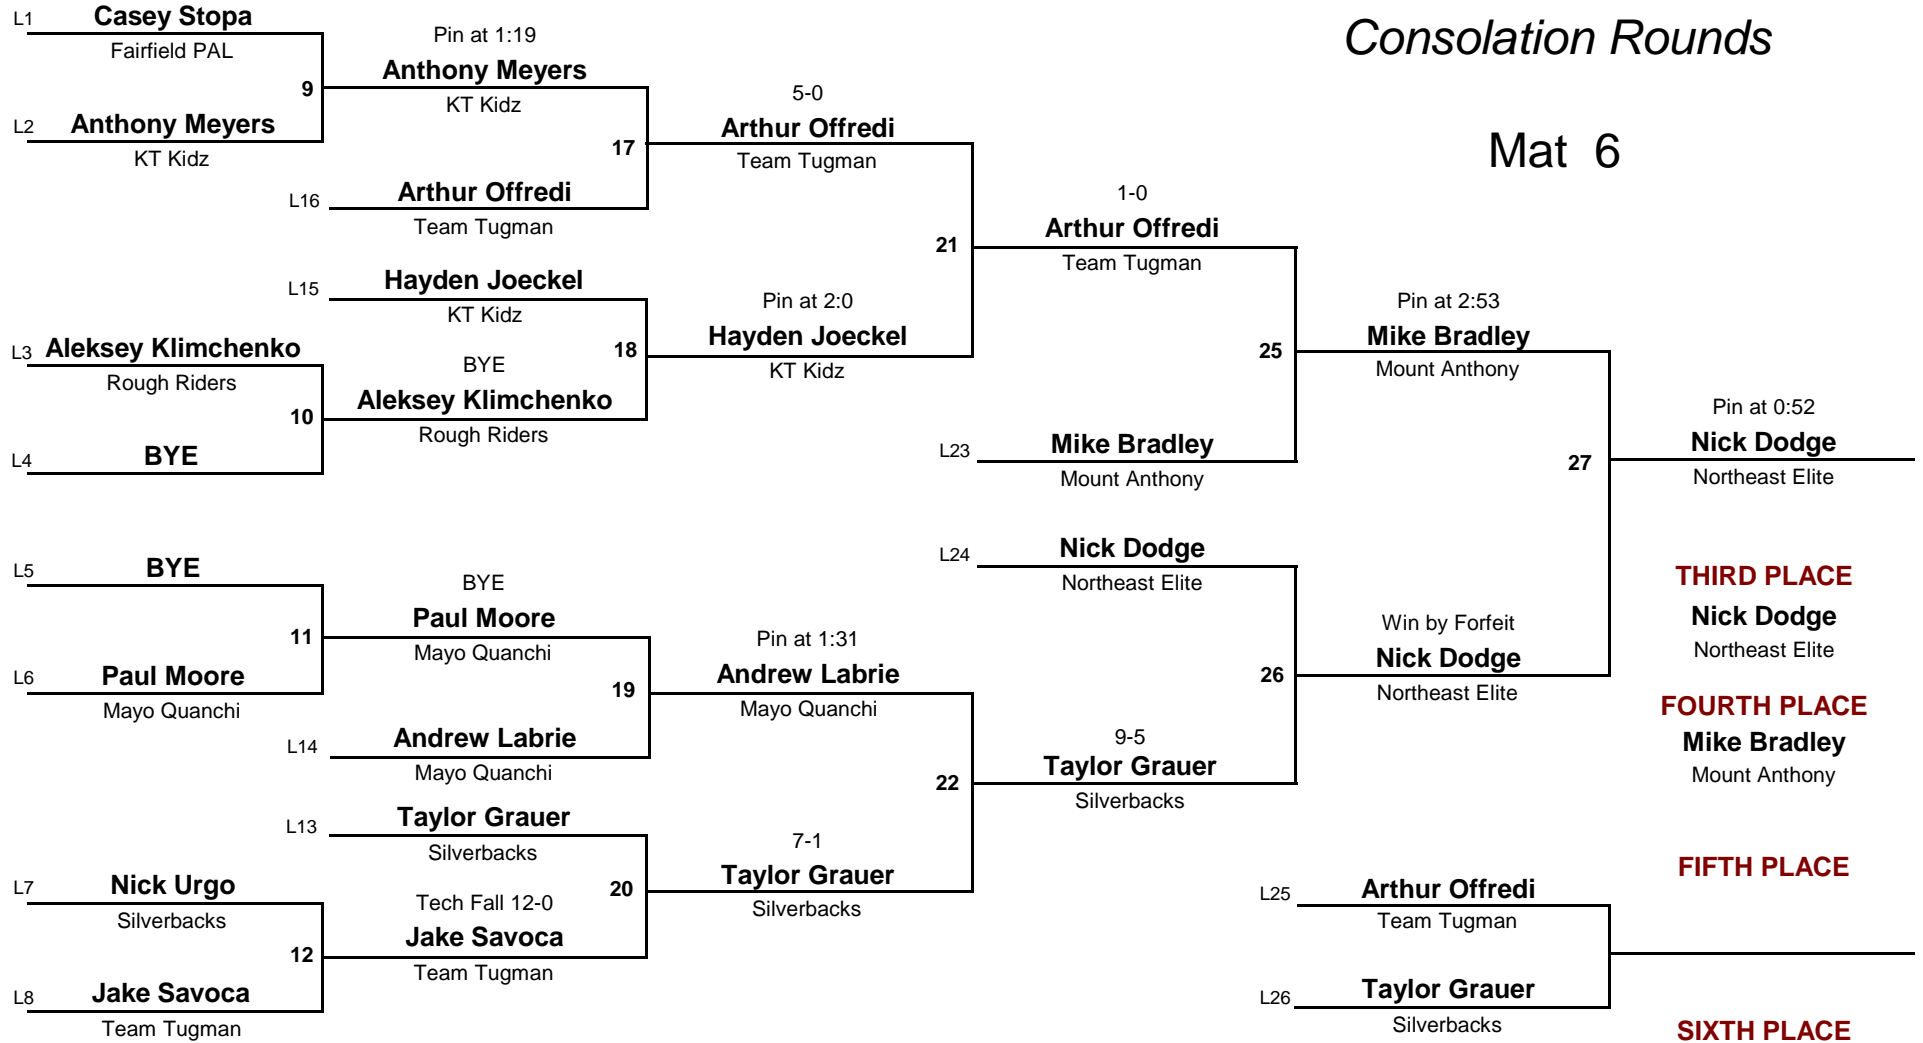 Consolation Rounds
Mat 6
L1 Casey Stopa
Fairfield PAL
9
L2 Anthony Meyers
KT Kidz
Pin at 1:19
Anthony Meyers
KT Kidz
17
L16 Arthur Offredi
Team Tugman
5-0
Arthur Offredi
Team Tugman
21
L15 Hayden Joeckel
KT Kidz
18
L3 Aleksey Klimchenko
Rough Riders
10
L4 BYE
BYE
Aleksey Klimchenko
Rough Riders
Pin at 2:0
Hayden Joeckel
KT Kidz
1-0
Arthur Offredi
Team Tugman
25
L23 Mike Bradley
Mount Anthony
Pin at 2:53
Mike Bradley
Mount Anthony
27
Pin at 0:52
Nick Dodge
Northeast Elite
L5 BYE
11
L6 Paul Moore
Mayo Quanchi
BYE
Paul Moore
Mayo Quanchi
19
L14 Andrew Labrie
Mayo Quanchi
Pin at 1:31
Andrew Labrie
Mayo Quanchi
22
L13 Taylor Grauer
Silverbacks
20
L7 Nick Urgo
Silverbacks
12
L8 Jake Savoca
Team Tugman
Tech Fall 12-0
Jake Savoca
Team Tugman
7-1
Taylor Grauer
Silverbacks
L24 Nick Dodge
Northeast Elite
26
9-5
Taylor Grauer
Silverbacks
Win by Forfeit
Nick Dodge
Northeast Elite
THIRD PLACE
Nick Dodge
Northeast Elite
FOURTH PLACE
Mike Bradley
Mount Anthony
FIFTH PLACE
L25 Arthur Offredi
Team Tugman
L26 Taylor Grauer
Silverbacks
SIXTH PLACE